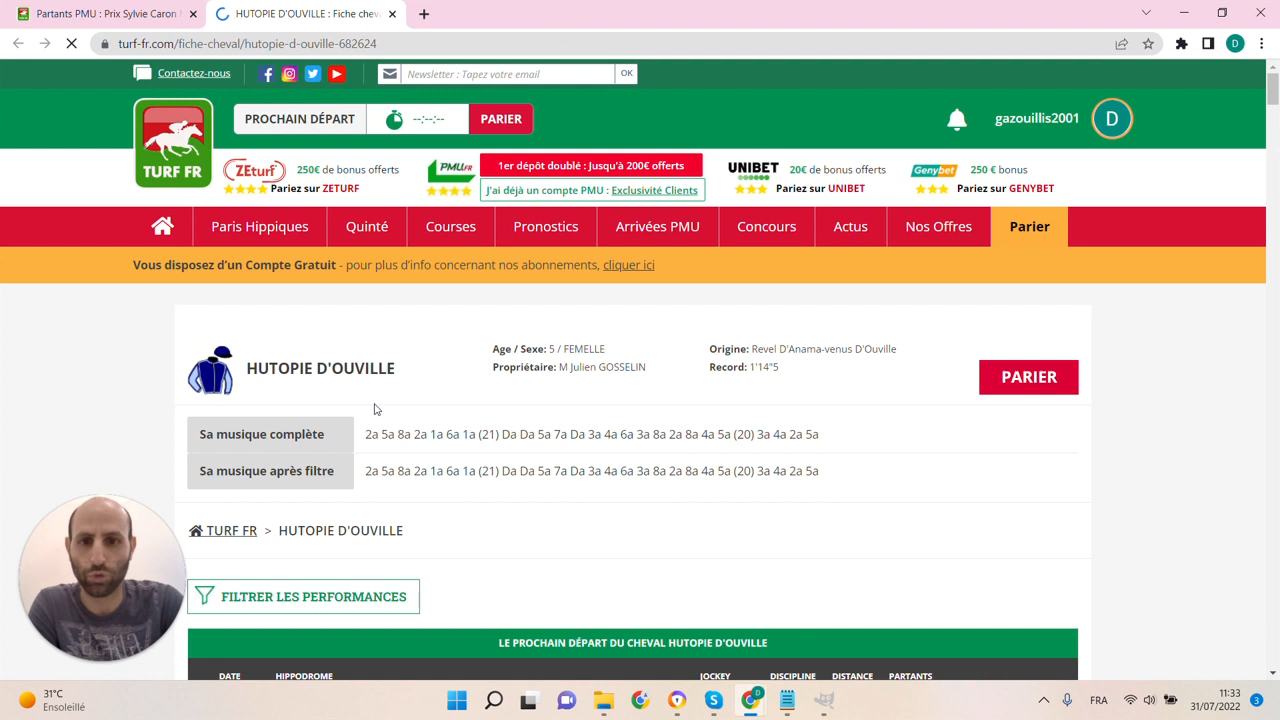 Partants PMU : Prix Sylvie Caron
HUTOPIE D'OUVILLE : Fiche chev
turf-fr.com/fiche-cheval/hutopie-d-ouville-682624
D
Contactez-nous
Newsletter : Tapez votre email
OK
TURF FR
PROCHAIN DÉPART
--:--:--
PARIER
gazouillis2001
D
ZEturf
250€ de bonus offerts
Pariez sur ZETURF
PMU.FR
1er dépôt doublé : Jusqu'à 200€ offerts
J'ai déjà un compte PMU : Exclusivité Clients
UNIBET
20€ de bonus offerts
Pariez sur UNIBET
Genybet
250 € bonus
Pariez sur GENYBET
Paris Hippiques
Quinté
Courses
Pronostics
Arrivées PMU
Concours
Actus
Nos Offres
Parier
Vous disposez d'un Compte Gratuit - pour plus d'info concernant nos abonnements, cliquer ici
HUTOPIE D'OUVILLE
Age / Sexe: 5 / FEMELLE
Propriétaire: M Julien GOSSELIN
Origine: Revel D'Anama-venus D'Ouville
Record: 1'14"5
PARIER
Sa musique complète
2a 5a 8a 2a 1a 6a 1a (21) Da Da 5a 7a Da 3a 4a 6a 3a 8a 2a 8a 4a 5a (20) 3a 4a 2a 5a
Sa musique après filtre
2a 5a 8a 2a 1a 6a 1a (21) Da Da 5a 7a Da 3a 4a 6a 3a 8a 2a 8a 4a 5a (20) 3a 4a 2a 5a
TURF FR > HUTOPIE D'OUVILLE
FILTRER LES PERFORMANCES
LE PROCHAIN DÉPART DU CHEVAL HUTOPIE D'OUVILLE
DATE HIPPODROME JOCKEY DISCIPLINE DISTANCE PARTANTS
31°C
Ensoleillé
D
FRA
11:33
31/07/2022
3